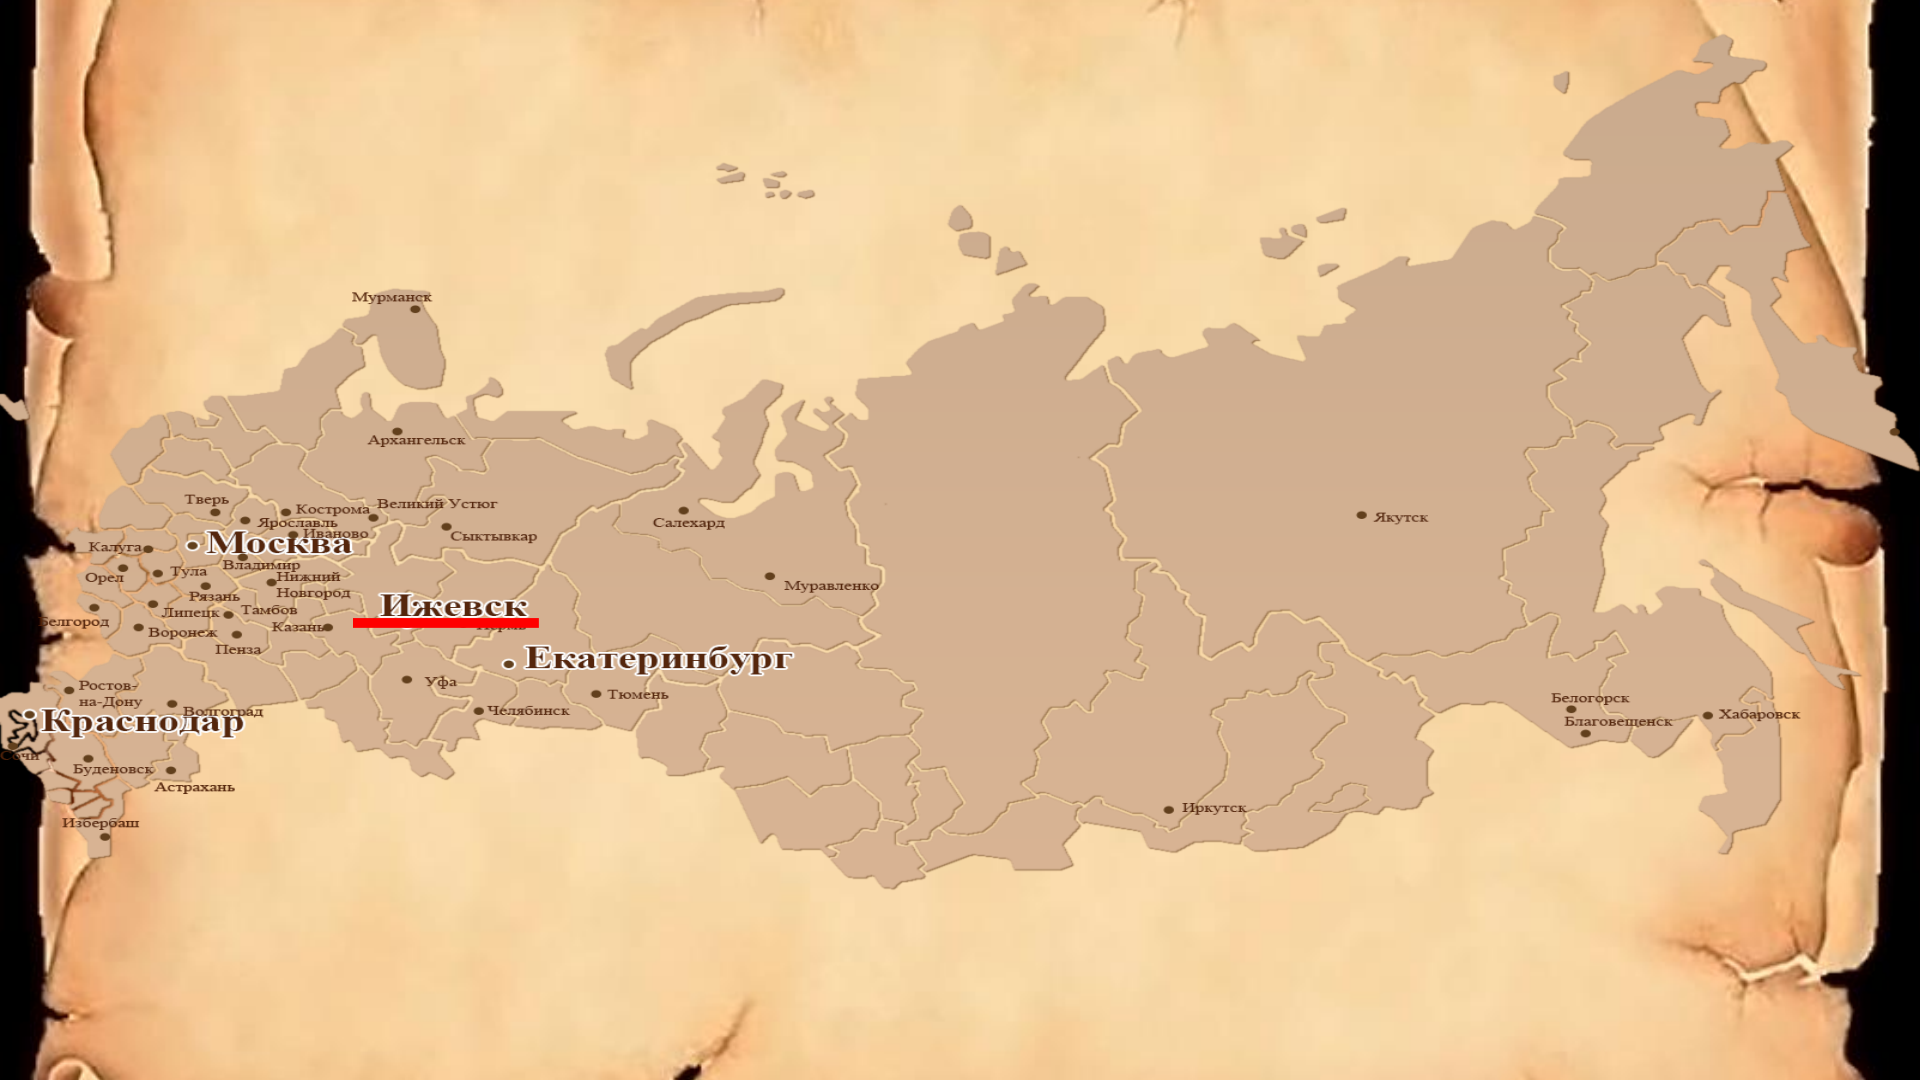 Мурманск
Архангельск
Тверь
Кострома
Великий Устюг
Ярославль
Салехард
Якутск
Иваново
Сыктывкар
Калуга
Москва
Владимир
Орел
Тула
Нижний
Новгород
Муравленко
Рязань
Ижевск
Липецк
Тамбов
Белгород
Казань
Воронеж
Пенза
Екатеринбург
Уфа
Ростов-
на-Дону
Тюмень
Белогорск
Волгоград
Челябинск
Хабаровск
Краснодар
Благовещенск
Сочи
Буденовск
Астрахань
Иркутск
Избербаш